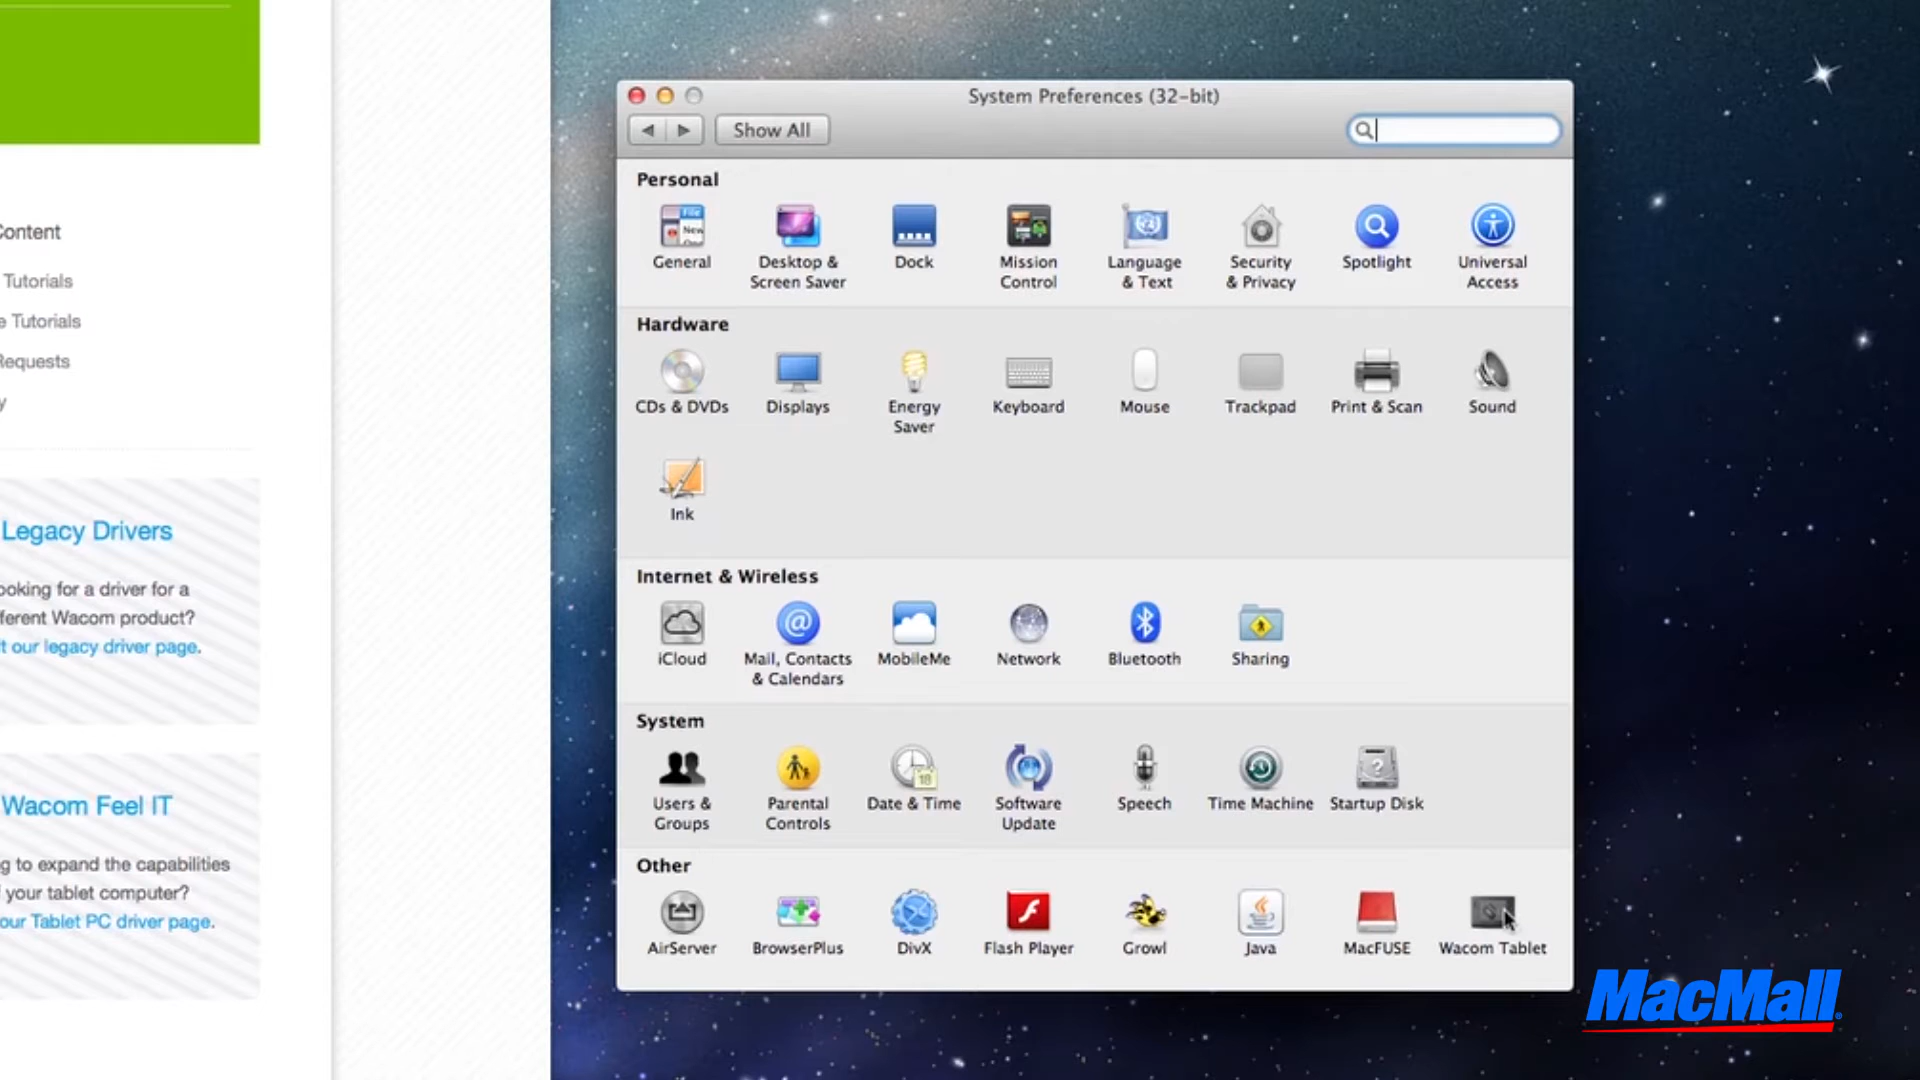 Content
Tutorials
e Tutorials
Requests
y
Legacy Drivers
ooking for a driver for a
fferent Wacom product?
t our legacy driver page.
Wacom Feel IT
g to expand the capabilities
your tablet computer?
our Tablet PC driver page.
System Preferences (32-bit)
Show All
Personal
File
New
General
Desktop &
Screen Saver
Dock
Mission
Control
Language
& Text
Security
& Privacy
Spotlight
Universal
Access
Hardware
CDs & DVDs
Displays
Energy
Saver
Keyboard
Mouse
Trackpad
Print & Scan
Sound
Ink
Internet & Wireless
iCloud
@
Mail, Contacts
& Calendars
MobileMe
Network
Bluetooth
Sharing
System
Users &
Groups
Parental
Controls
18
Date & Time
Software
Update
Speech
Time Machine
?
Startup Disk
Other
AirServer
BrowserPlus
DivX
Flash Player
Growl
Java
MacFUSE
Wacom Tablet
MacMall